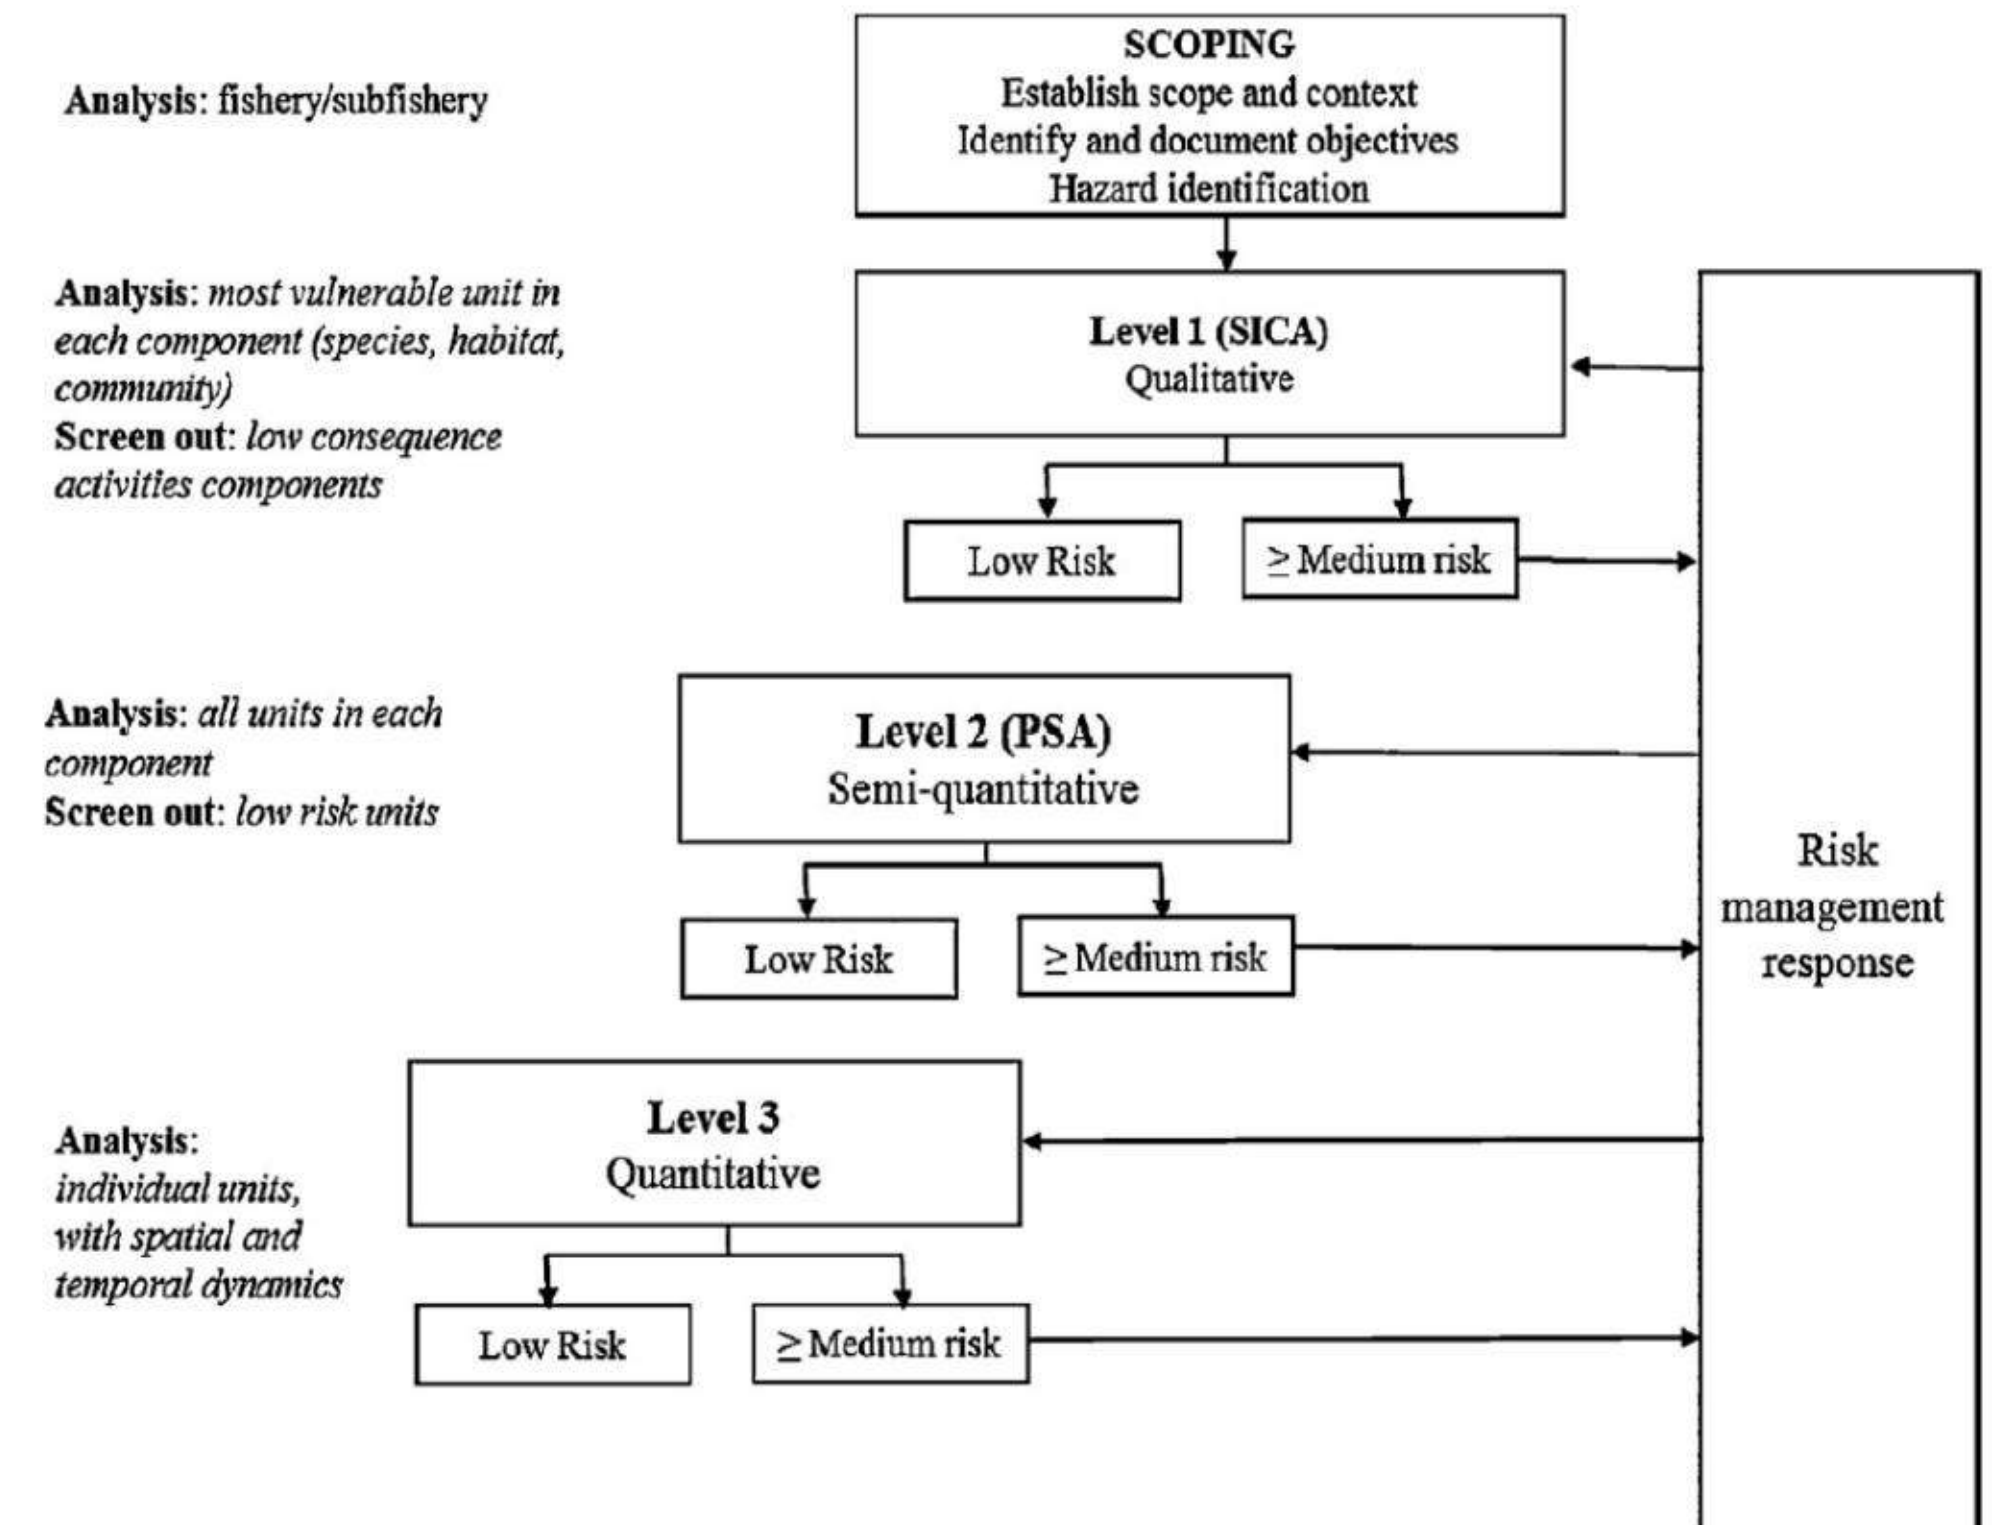 SCOPING
Establish scope and context
Identify and document objectives
Hazard identification
Analysis: fishery/subfishery
Analysis: most vulnerable unit in
each component (species, habitat,
community)
Screen out: low consequence
activities components
Level 1 (SICA)
Qualitative
Low Risk
≥ Medium risk
Analysis: all units in each
component
Screen out: low risk units
Level 2 (PSA)
Semi-quantitative
Low Risk
≥ Medium risk
Risk
management
response
Analysis:
individual units,
with spatial and
temporal dynamics
Level 3
Quantitative
Low Risk
≥ Medium risk